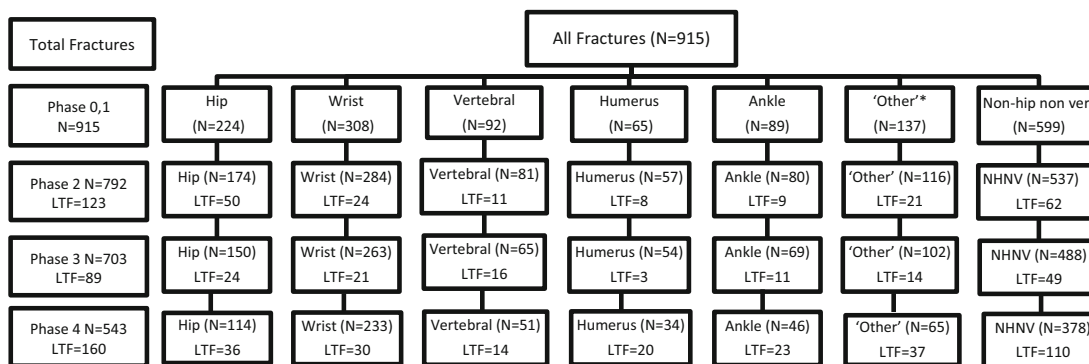 Total Fractures
All Fractures (N=915)
Phase 0,1
N=915
Hip
(N=224)
Wrist
(N=308)
Vertebral
(N=92)
Humerus
(N=65)
Ankle
(N=89)
‘Other’*
(N=137)
Non-hip non ver
(N=599)
Phase 2 N=792
LTF=123
Hip (N=174)
LTF=50
Wrist (N=284)
LTF=24
Vertebral (N=81)
LTF=11
Humerus (N=57)
LTF=8
Ankle (N=80)
LTF=9
‘Other’ (N=116)
LTF=21
NHNV (N=537)
LTF=62
Phase 3 N=703
LTF=89
Hip (N=150)
LTF=24
Wrist (N=263)
LTF=21
Vertebral (N=65)
LTF=16
Humerus (N=54)
LTF=3
Ankle (N=69)
LTF=11
‘Other’ (N=102)
LTF=14
NHNV (N=488)
LTF=49
Phase 4 N=543
LTF=160
Hip (N=114)
LTF=36
Wrist (N=233)
LTF=30
Vertebral (N=51)
LTF=14
Humerus (N=34)
LTF=20
Ankle (N=46)
LTF=23
‘Other’ (N=65)
LTF=37
NHNV (N=378)
LTF=110